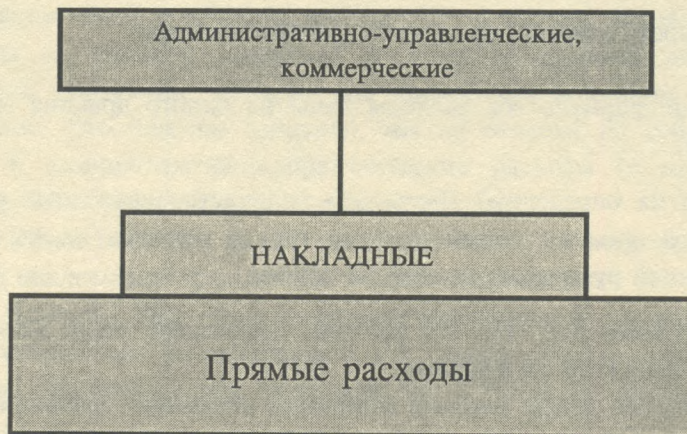 Административно-управленческие,
коммерческие
НАКЛАДНЫЕ
Прямые расходы